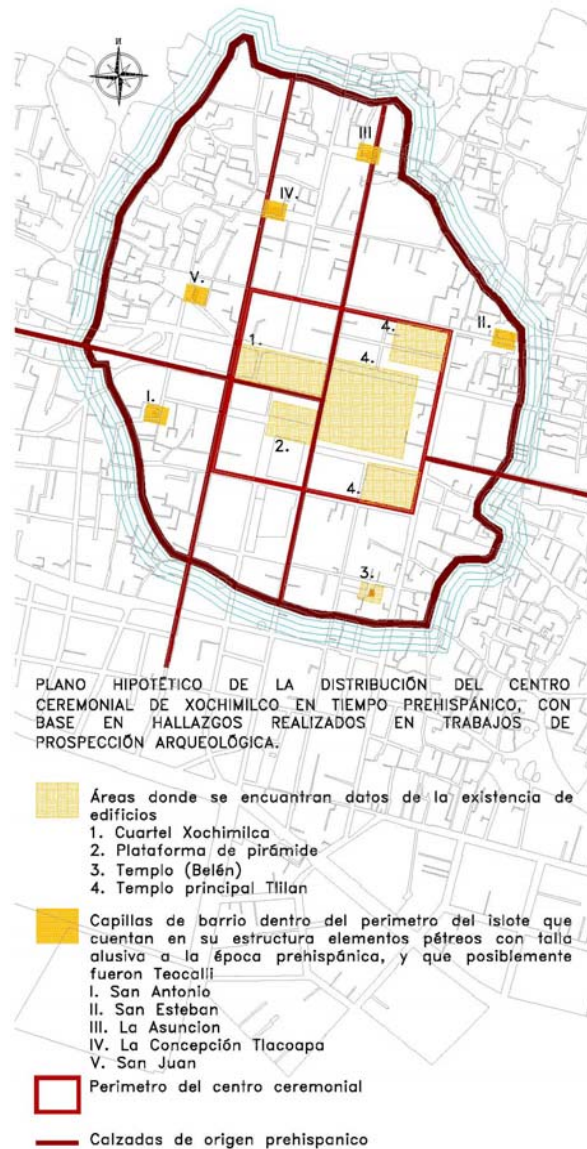 N
III
IV.
V.
II.
4.
1.
4.
I.
2.
4.
3.
PLANO HIPOTÉTICO DE LA DISTRIBUCIÓN DEL CENTRO
CEREMONIAL DE XOCHIMILCO EN TIEMPO PREHISPÁNICO, CON
BASE EN HALLAZGOS REALIZADOS EN TRABAJOS DE
PROSPECCIÓN ARQUEOLÓGICA.
Áreas donde se encuantran datos de la existencia de
edificios
1. Cuartel Xochimilca
2. Plataforma de pirámide
3. Templo (Belén)
4. Templo principal Tlilan
Capillas de barrio dentro del perimetro del islote que
cuentan en su estructura elementos pétreos con talla
alusiva a la época prehispánica, y que posiblemente
fueron Teocalli
I. San Antonio
II. San Esteban
III. La Asuncion
IV. La Concepción Tlacoapa
V. San Juan
Perimetro del centro ceremonial
Calzadas de origen prehispanico